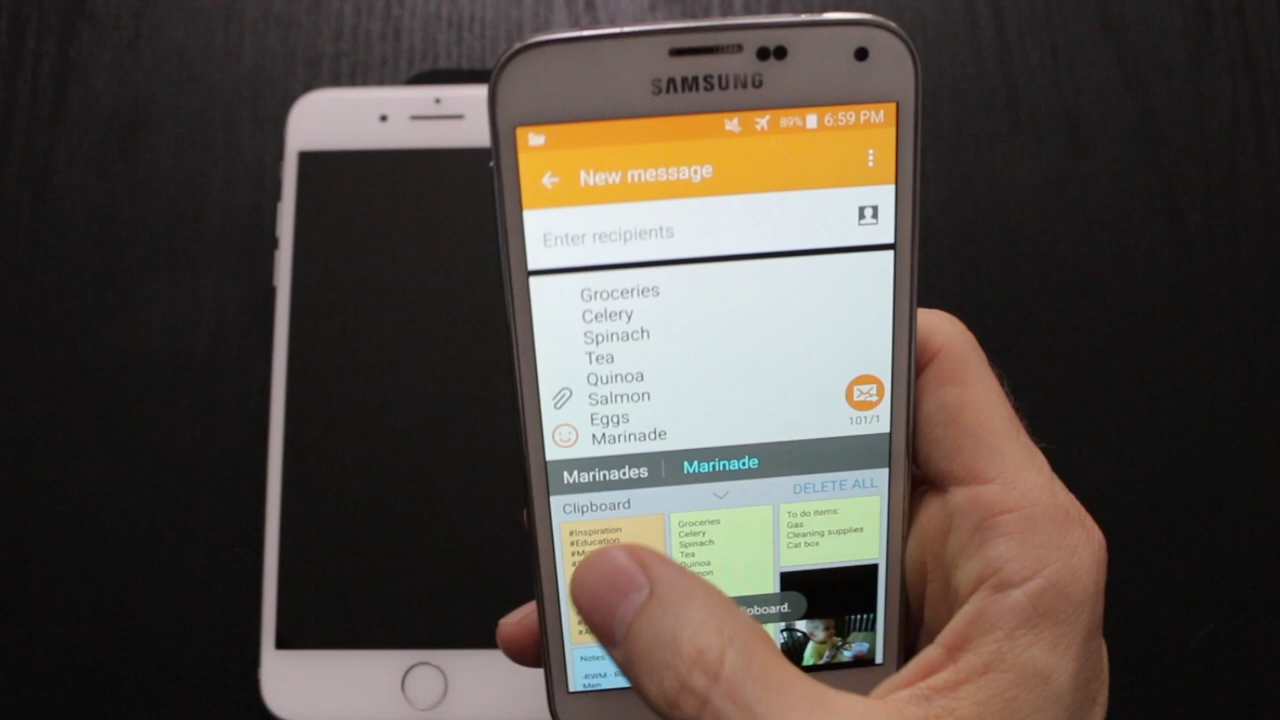 SAMSUNG
89% 6:59 PM
New message
Enter recipients
Groceries
Celery
Spinach
Tea
Quinoa
Salmon
Eggs
Marinade
101/1
Marinades Marinade
Clipboard DELETE ALL
#Inspiration
#Education
Groceries
Celery
Spinach
Tea
Quinoa
To do items:
Gas
Cleaning supplies
Cat box
Notes
-RWM
Men